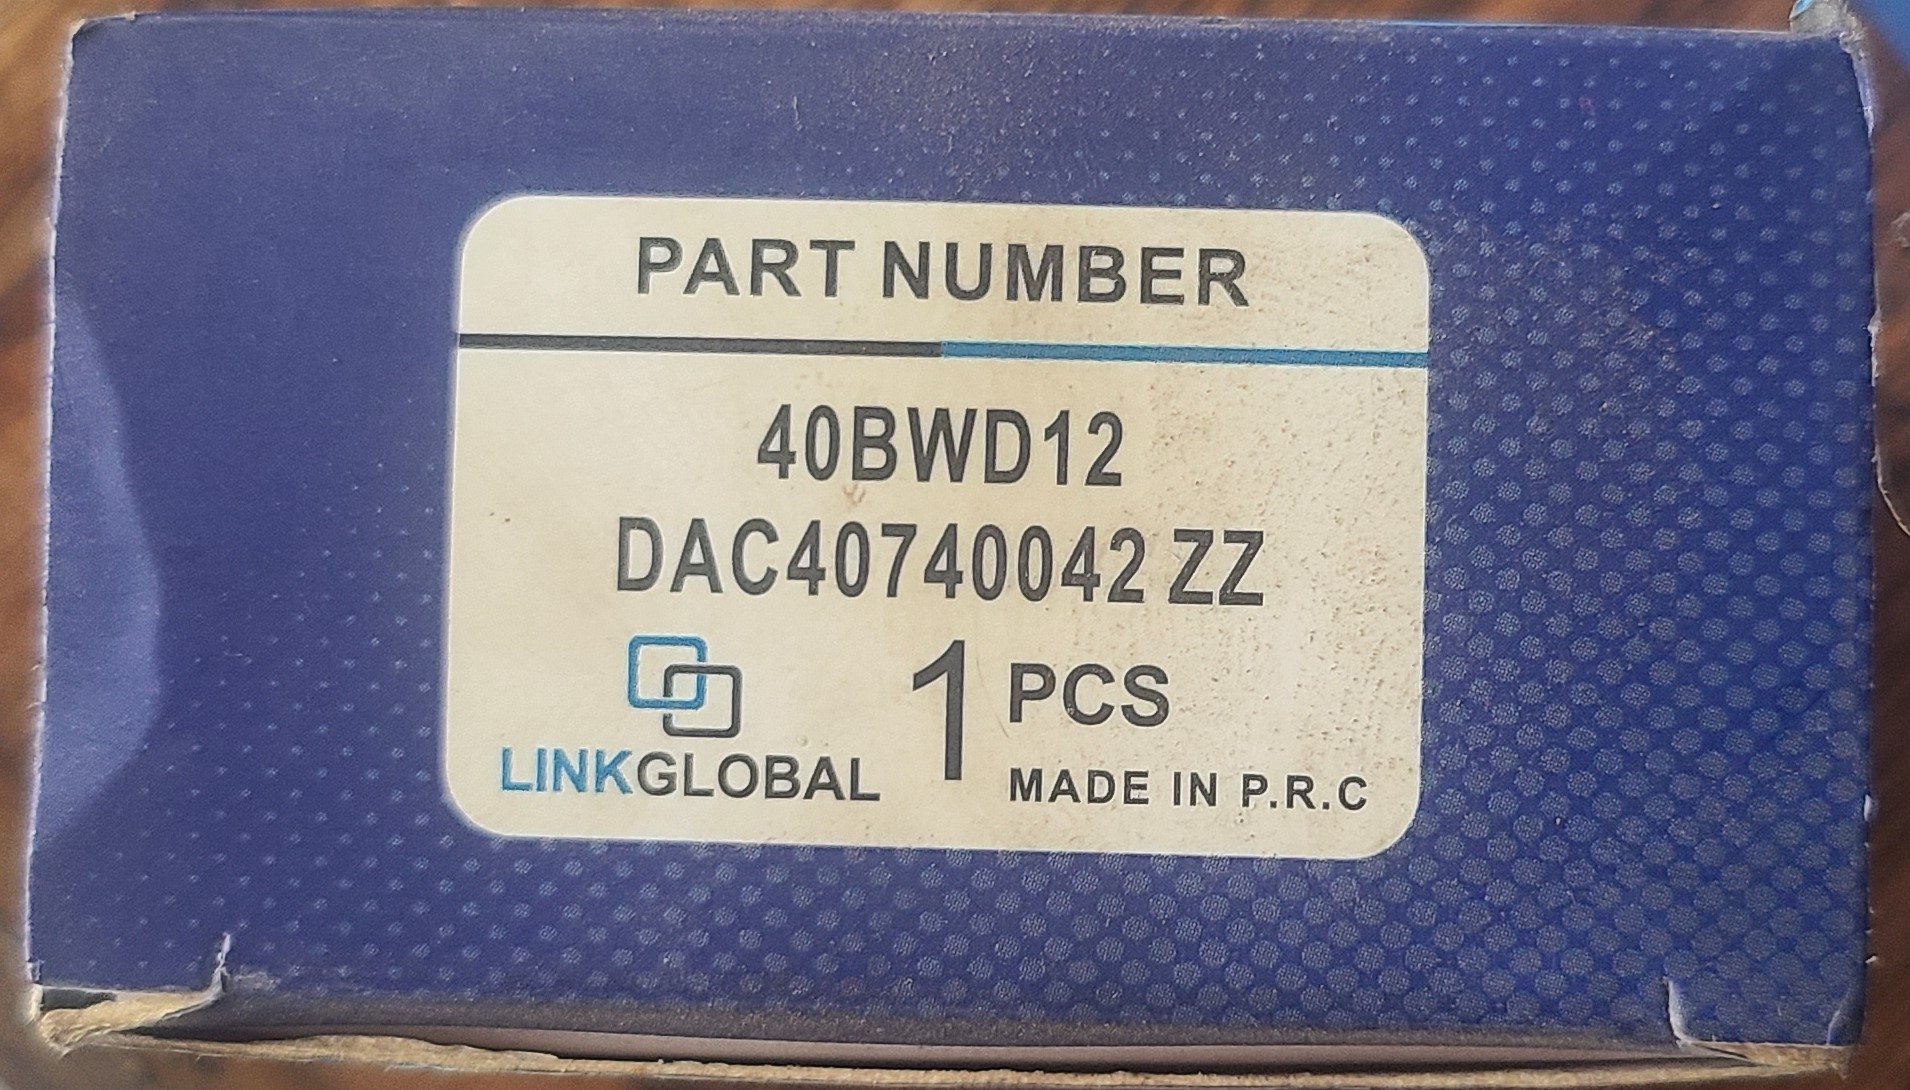 PART NUMBER
40BWD12
DAC40740042 ZZ
1 PCS
LINKGLOBAL
MADE IN P.R.C